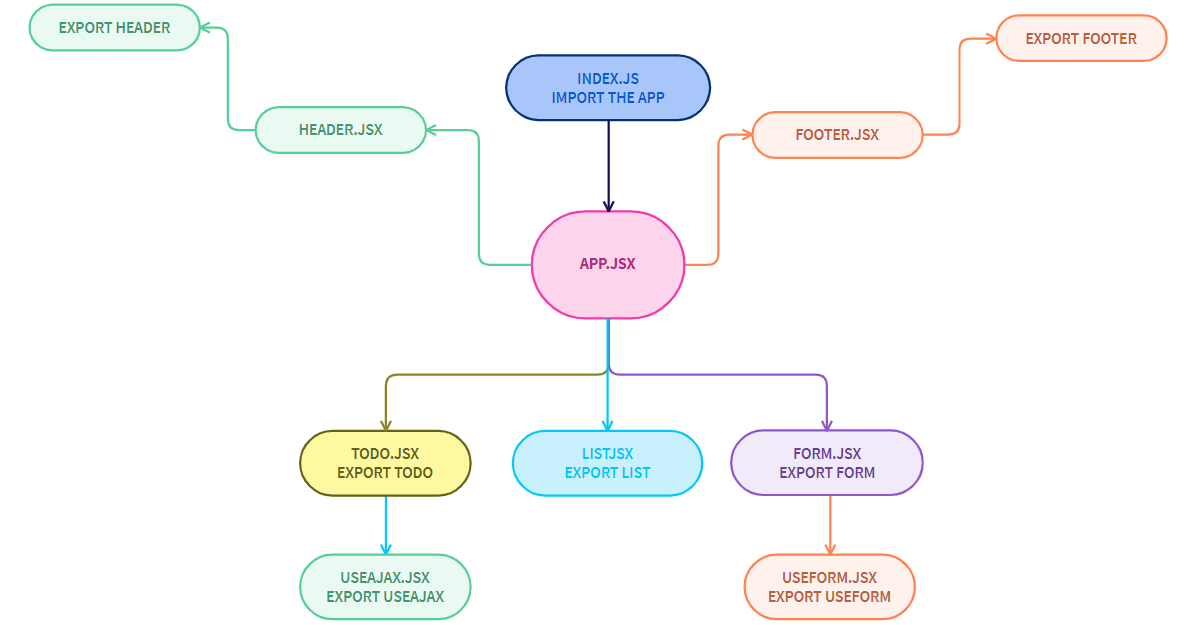 EXPORT HEADER
EXPORT FOOTER
INDEX.JS
IMPORT THE APP
HEADER.JSX
FOOTER.JSX
APP.JSX
TODO.JSX
EXPORT TODO
LISTJSX
EXPORT LIST
FORM.JSX
EXPORT FORM
USEAJAX.JSX
EXPORT USEAJAX
USEFORM.JSX
EXPORT USEFORM